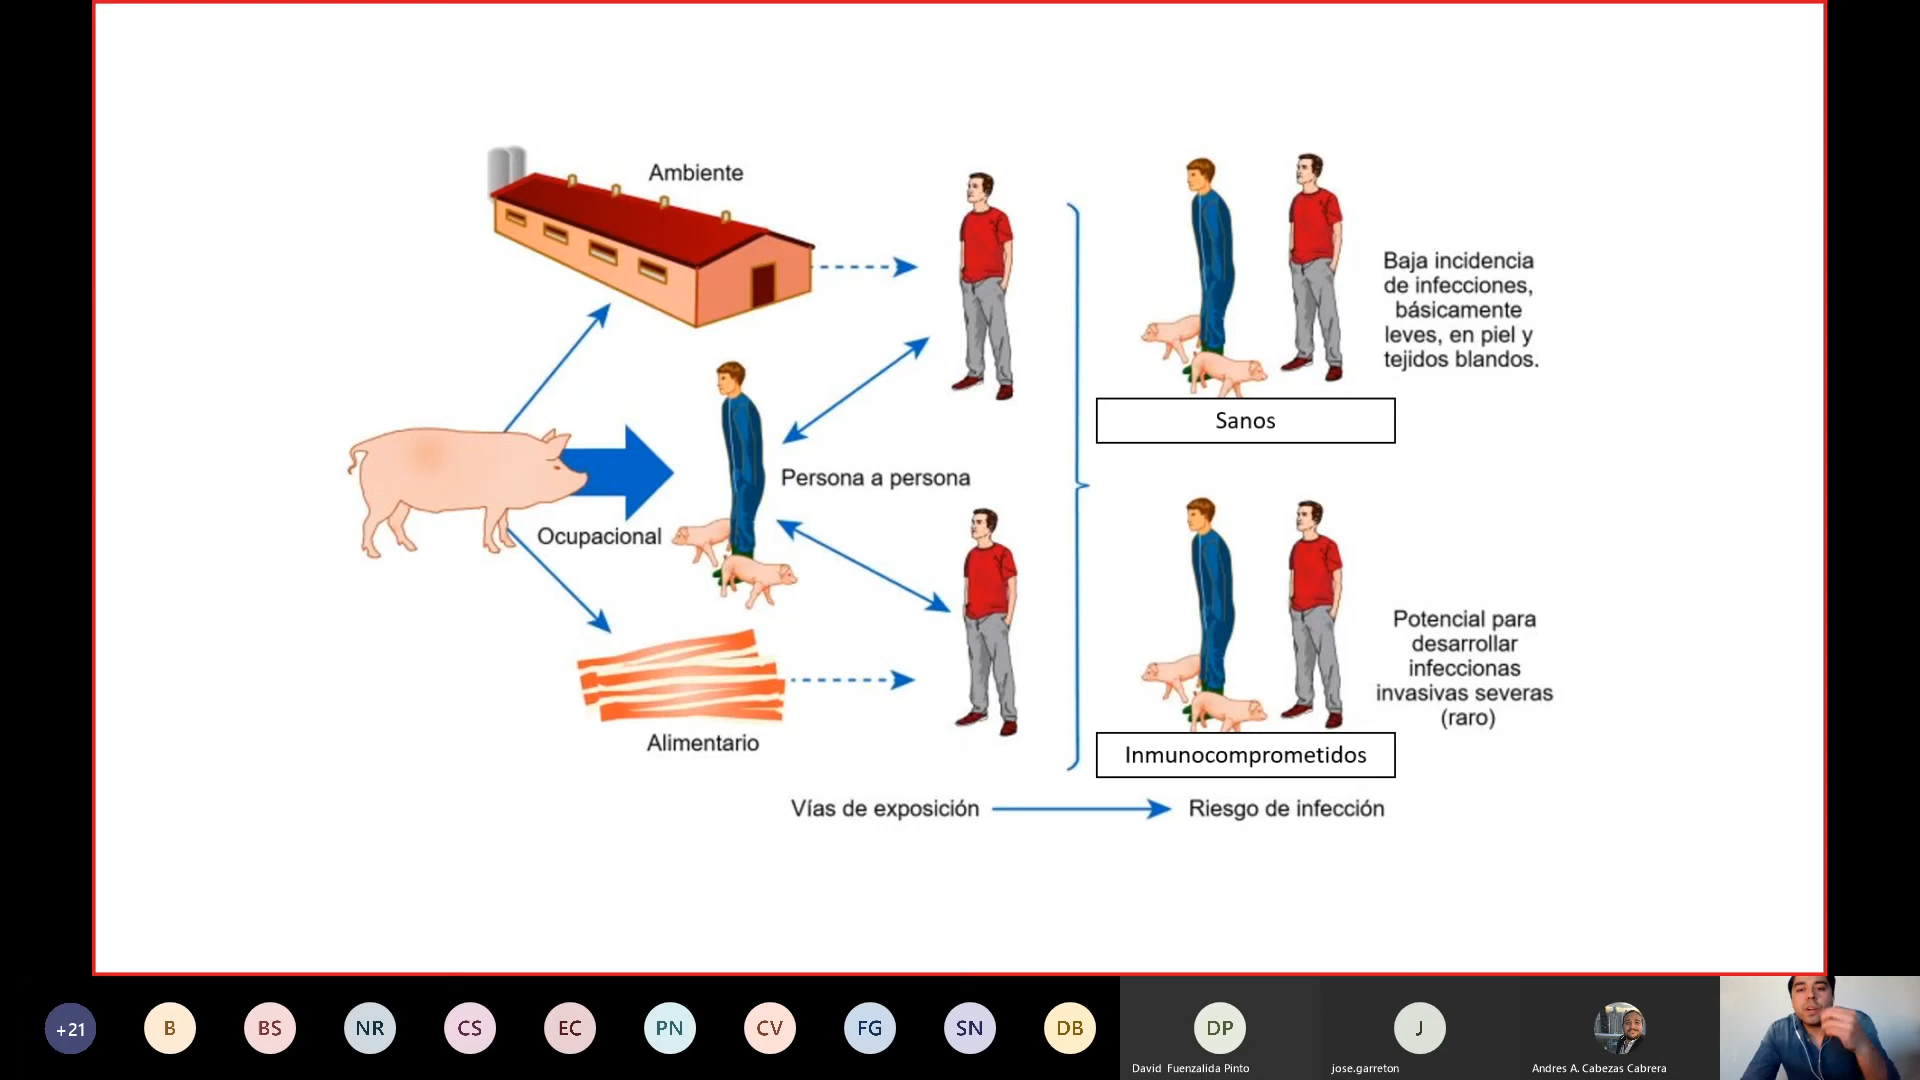 Ambiente
Ocupacional
Persona a persona
Alimentario
Baja incidencia
de infecciones,
básicamente
leves, en piel y
tejidos blandos.
Sanos
Potencial para
desarrollar
infeccionas
invasivas severas
(raro)
Inmunocomprometidos
Vías de exposición
Riesgo de infección
+21
B
BS
NR
CS
EC
PN
CV
FG
SN
DB
DP
David Fuenzalida Pinto
J
jose.garreton
Andres A. Cabezas Cabrera